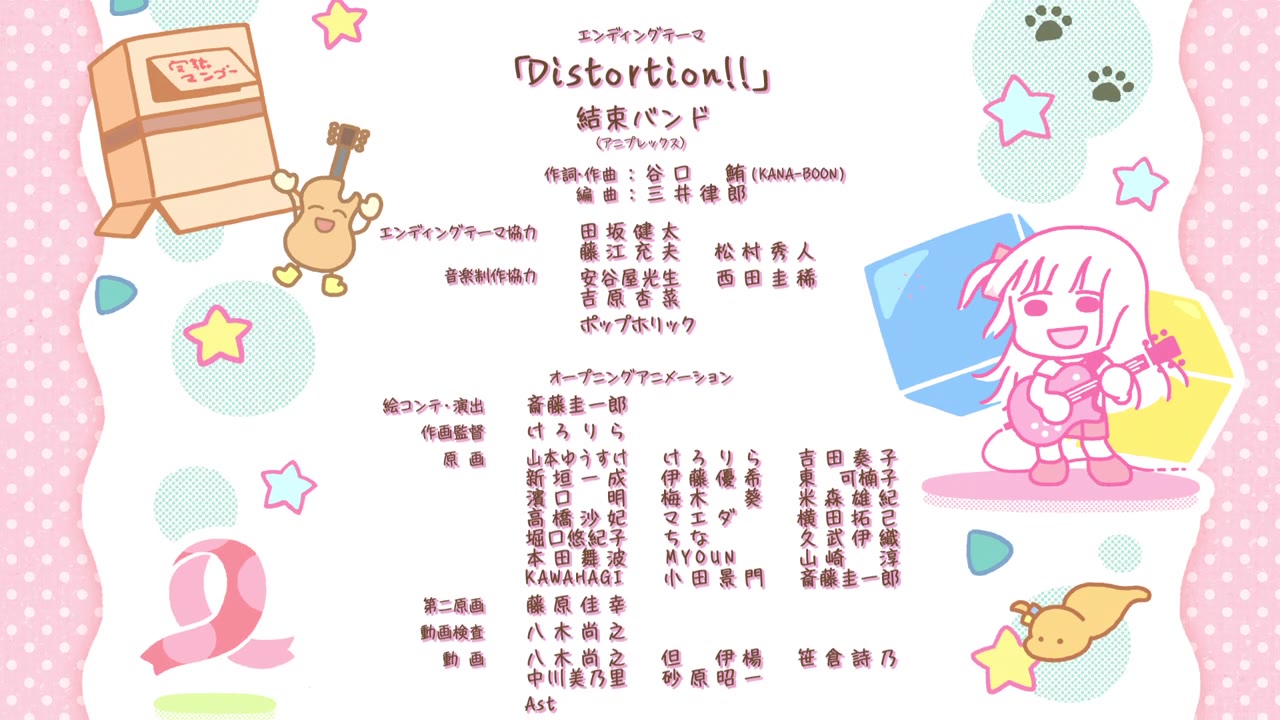 完熟
マンゴー
エンディングテーマ
「Distortion!!」
結束バンド
(アニプレックス)
作詞・作曲 : 谷口 鮪 (KANA-BOON)
編曲 : 三井律郎
エンディングテーマ協力 田坂健太
藤江充夫 松村秀人
音楽制作協力 安谷屋光生 西田圭稀
吉原杏菜
ポップホリック
オープニングアニメーション
絵コンテ・演出 斎藤圭一郎
作画監督 けろりら
原画 山本ゆうすけ けろりら 吉田奏子
新垣一成 伊藤優希 東 可楠子
濱口 明 梅木 葵 米森雄紀
高橋沙妃 マエダ 横田拓己
堀口悠紀子 ちな 久武伊織
本田舞波 MYOUN 山崎 淳
KAWAHAGI 小田景門 斎藤圭一郎
第二原画 藤原佳幸
動画検査 八木尚之
動画 八木尚之 但 伊楊 笹倉詩乃
中川美乃里 砂原昭一
Ast